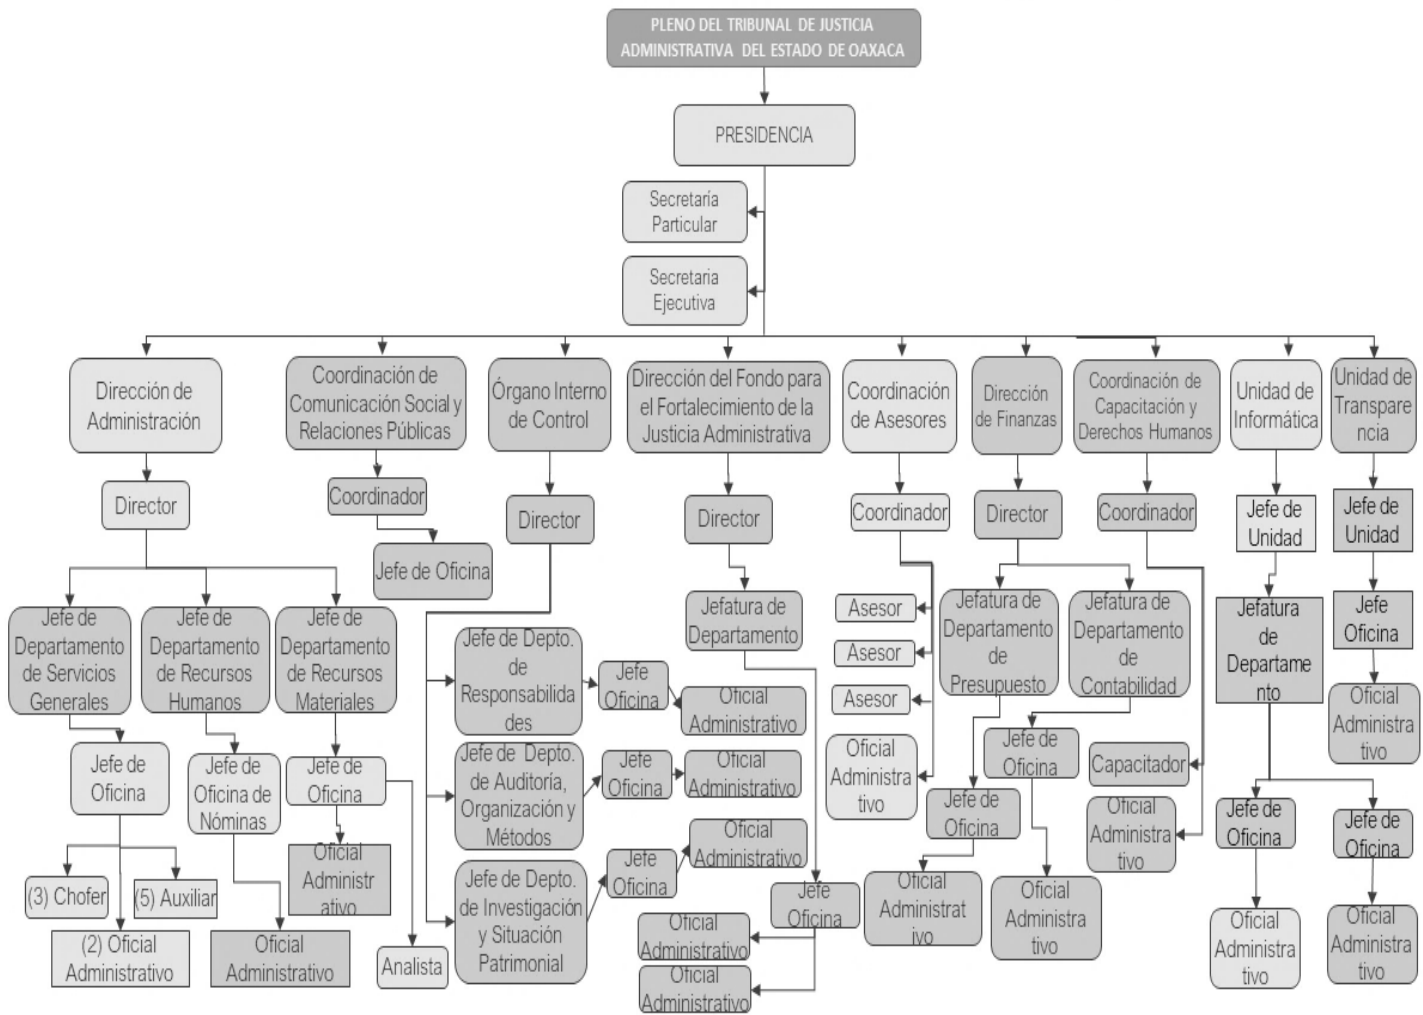 PLENO DEL TRIBUNAL DE JUSTICIA
ADMINISTRATIVA DEL ESTADO DE OAXACA
PRESIDENCIA
Secretaría
Particular
Secretaria
Ejecutiva
Dirección de
Administración
Coordinación de
Comunicación Social y
Relaciones Públicas
Órgano Interno
de Control
Dirección del Fondo para
el Fortalecimiento de la
Justicia Administrativa
Coordinación
de Asesores
Dirección
de Finanzas
Coordinación de
Capacitación y
Derechos Humanos
Unidad de
Informática
Unidad de
Transpare
ncia
Director
Coordinador
Director
Director
Coordinador
Director
Coordinador
Jefe de
Unidad
Jefe de
Unidad
Jefe de Oficina
Jefe de
Departamento
de Servicios
Generales
Jefe de
Departamento
de Recursos
Humanos
Jefe de
Departamento
de Recursos
Materiales
Jefe de Depto.
de
Responsabilida
des
Jefe
Oficina
Oficial
Administrativo
Jefatura de
Departamento
Asesor
Asesor
Asesor
Oficial
Administra
tivo
Jefatura de
Departamento
de
Presupuesto
Jefatura de
Departamento
de
Contabilidad
Jefatura
de
Departame
nto
Jefe
Oficina
Oficial
Administra
tivo
Jefe de
Oficina
Jefe de
Oficina de
Nóminas
Jefe de
Oficina
Jefe de Depto.
de Auditoría,
Organización y
Métodos
Jefe
Oficina
Oficial
Administrativo
Jefe de
Oficina
Jefe de
Oficina
Capacitador
Oficial
Administra
tivo
Jefe de
Oficina
Jefe de
Oficina
(3) Chofer
(5) Auxiliar
Oficial
Administr
ativo
Jefe de Depto.
de Investigación
y Situación
Patrimonial
Jefe
Oficina
Oficial
Administrativo
Jefe
Oficina
Oficial
Administrat
ivo
Oficial
Administra
tivo
Oficial
Administra
tivo
Oficial
Administra
tivo
(2) Oficial
Administrativo
Oficial
Administrativo
Analista
Oficial
Administrativo
Oficial
Administrativo